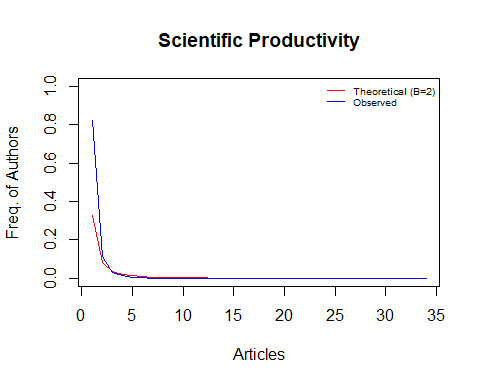 Scientific Productivity
Theoretical (B=2)
Observed
Freq. of Authors
1.0
0.8
0.6
0.4
0.2
0.0
0 5 10 15 20 25 30 35
Articles